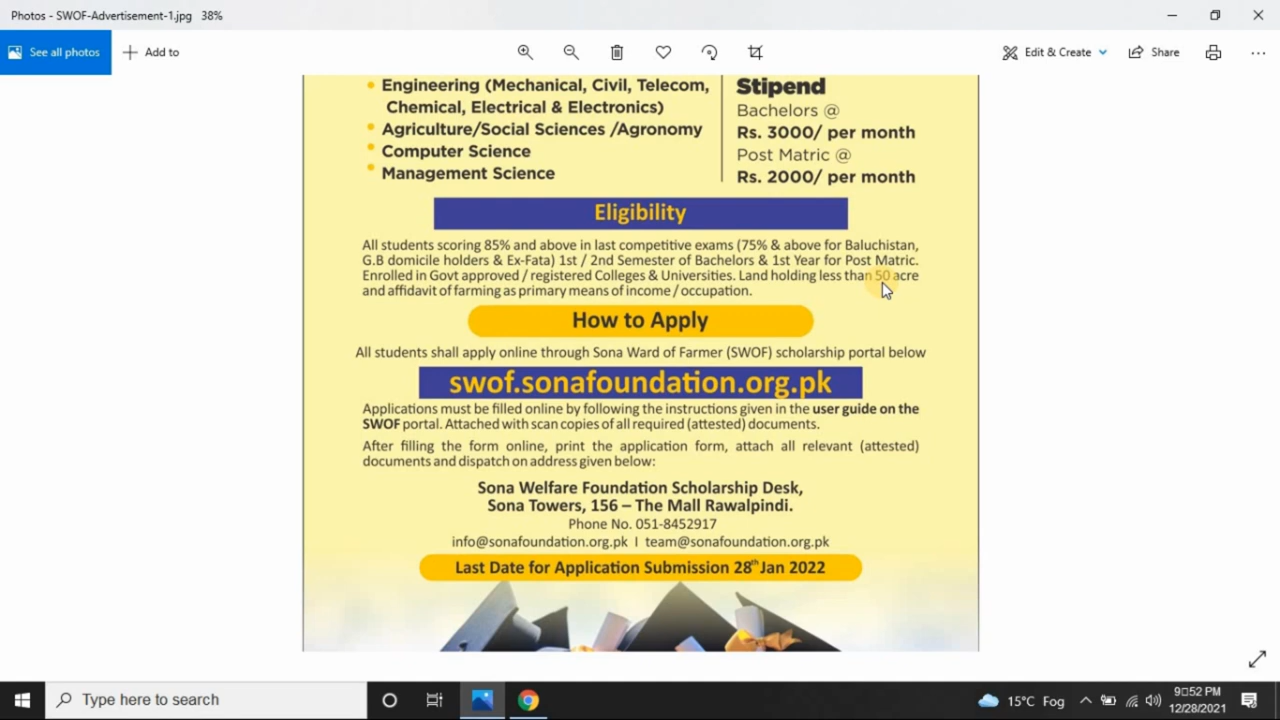 Photos - SWOF-Advertisement-1.jpg 38%
See all photos
Add to
Edit & Create
Share
Engineering (Mechanical, Civil, Telecom,
Chemical, Electrical & Electronics)
Agriculture/Social Sciences /Agronomy
Computer Science
Management Science
Stipend
Bachelors @
Rs. 3000/ per month
Post Matric @
Rs. 2000/ per month
Eligibility
All students scoring 85% and above in last competitive exams (75% & above for Baluchistan,
G.B domicile holders & Ex-Fata) 1st / 2nd Semester of Bachelors & 1st Year for Post Matric.
Enrolled in Govt approved / registered Colleges & Universities. Land holding less than 50 acre
and affidavit of farming as primary means of income / occupation.
How to Apply
All students shall apply online through Sona Ward of Farmer (SWOF) scholarship portal below
swof.sonafoundation.org.pk
Applications must be filled online by following the instructions given in the user guide on the
SWOF portal. Attached with scan copies of all required (attested) documents.
After filling the form online, print the application form, attach all relevant (attested)
documents and dispatch on address given below:
Sona Welfare Foundation Scholarship Desk,
Sona Towers, 156 – The Mall Rawalpindi.
Phone No. 051-8452917
info@sonafoundation.org.pk I team@sonafoundation.org.pk
Last Date for Application Submission 28th Jan 2022
Type here to search
15°C Fog
9:52 PM
12/28/2021